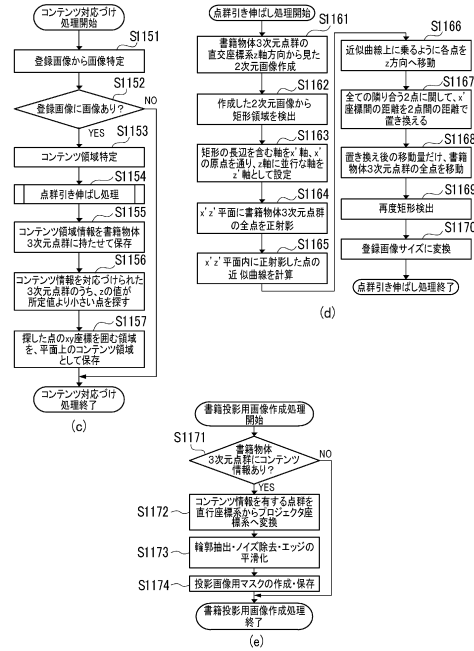 コンテンツ対応づけ
処理開始
S1151
登録画像から画像特定
S1152
登録画像に画像あり？
NO
YES
S1153
コンテンツ領域特定
S1154
点群引き伸ばし処理
S1155
コンテンツ領域情報を書籍物体
3次元点群に持たせて保存
S1156
コンテンツ情報を対応づけられた
3次元点群のうち、zの値が
所定値より小さい点を探す
S1157
探した点のxy座標を囲む領域
を、平面上のコンテンツ領域
として保存
コンテンツ対応づけ
処理終了
(c)
点群引き伸ばし処理開始
S1161
書籍物体3次元点群の
直交座標系z軸方向から見た
2次元画像作成
S1162
作成した2次元画像から
矩形領域を検出
S1163
矩形の長辺を含む軸をx'軸、x'
の原点を通り、z軸に並行な軸を
z'軸として設定
S1164
x'z'平面に書籍物体3次元点群
の全点を正射影
S1165
x'z'平面内に正射影した点の
近似曲線を計算
S1166
近似曲線上に乗るように各点を
z方向へ移動
S1167
全ての隣り合う2点に関して、x'
座標間の距離を2点間の距離で
置き換える
S1168
置き換え後の移動量だけ、書籍
物体3次元点群の全点を移動
S1169
再度矩形検出
S1170
登録画像サイズに変換
点群引き伸ばし処理終了
(d)
書籍投影用画像作成処理
開始
S1171
書籍物体
3次元点群にコンテンツ
情報あり？
NO
YES
S1172
コンテンツ情報を有する点群を
直行座標系からプロジェクタ座
標系へ変換
S1173
輪郭抽出・ノイズ除去・エッジの
平滑化
S1174
投影画像用マスクの作成・保存
書籍投影用画像作成処理
終了
(e)